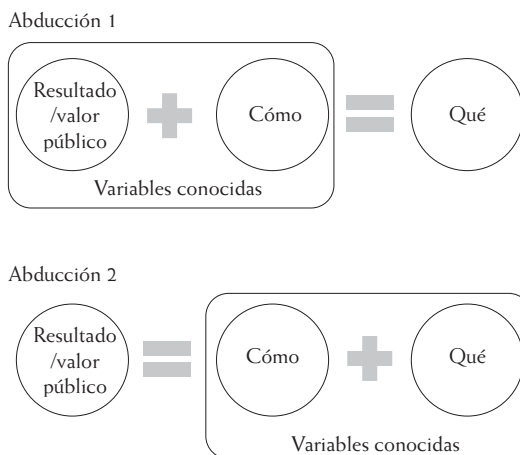 Abducción 1
Resultado
/valor
público
Cómo
Qué
Variables conocidas
Abducción 2
Resultado
/valor
público
Cómo
Qué
Variables conocidas